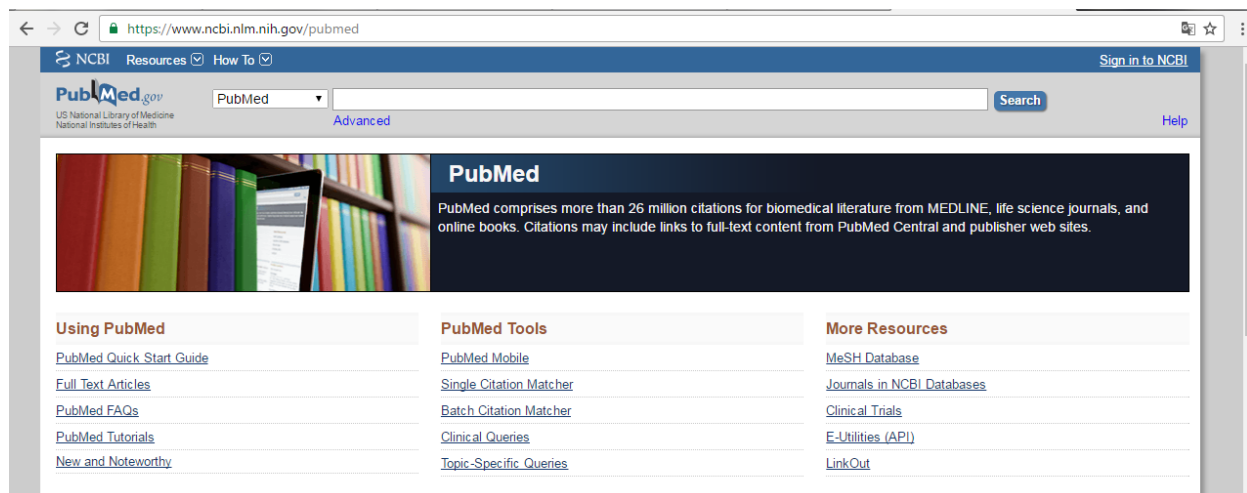 https://www.ncbi.nlm.nih.gov/pubmed
NCBI Resources How To Sign in to NCBI
PubMed.gov
US National Library of Medicine
National Institutes of Health
PubMed
Search
Advanced
Help
PubMed
PubMed comprises more than 26 million citations for biomedical literature from MEDLINE, life science journals, and
online books. Citations may include links to full-text content from PubMed Central and publisher web sites.
Using PubMed
PubMed Quick Start Guide
Full Text Articles
PubMed FAQs
PubMed Tutorials
New and Noteworthy
PubMed Tools
PubMed Mobile
Single Citation Matcher
Batch Citation Matcher
Clinical Queries
Topic-Specific Queries
More Resources
MeSH Database
Journals in NCBI Databases
Clinical Trials
E-Utilities (API)
LinkOut